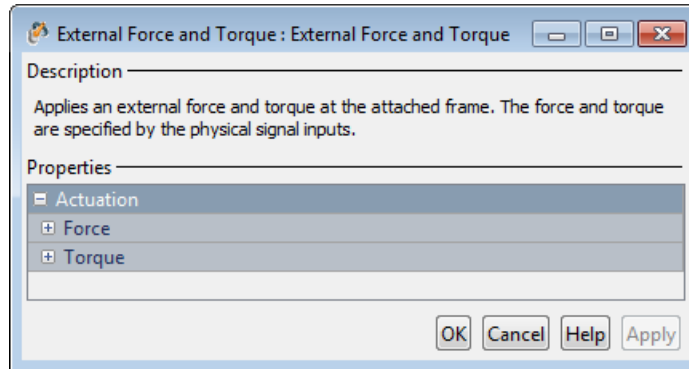 External Force and Torque : External Force and Torque
Description
Applies an external force and torque at the attached frame. The force and torque
are specified by the physical signal inputs.
Properties
Actuation
Force
Torque
OK Cancel Help Apply